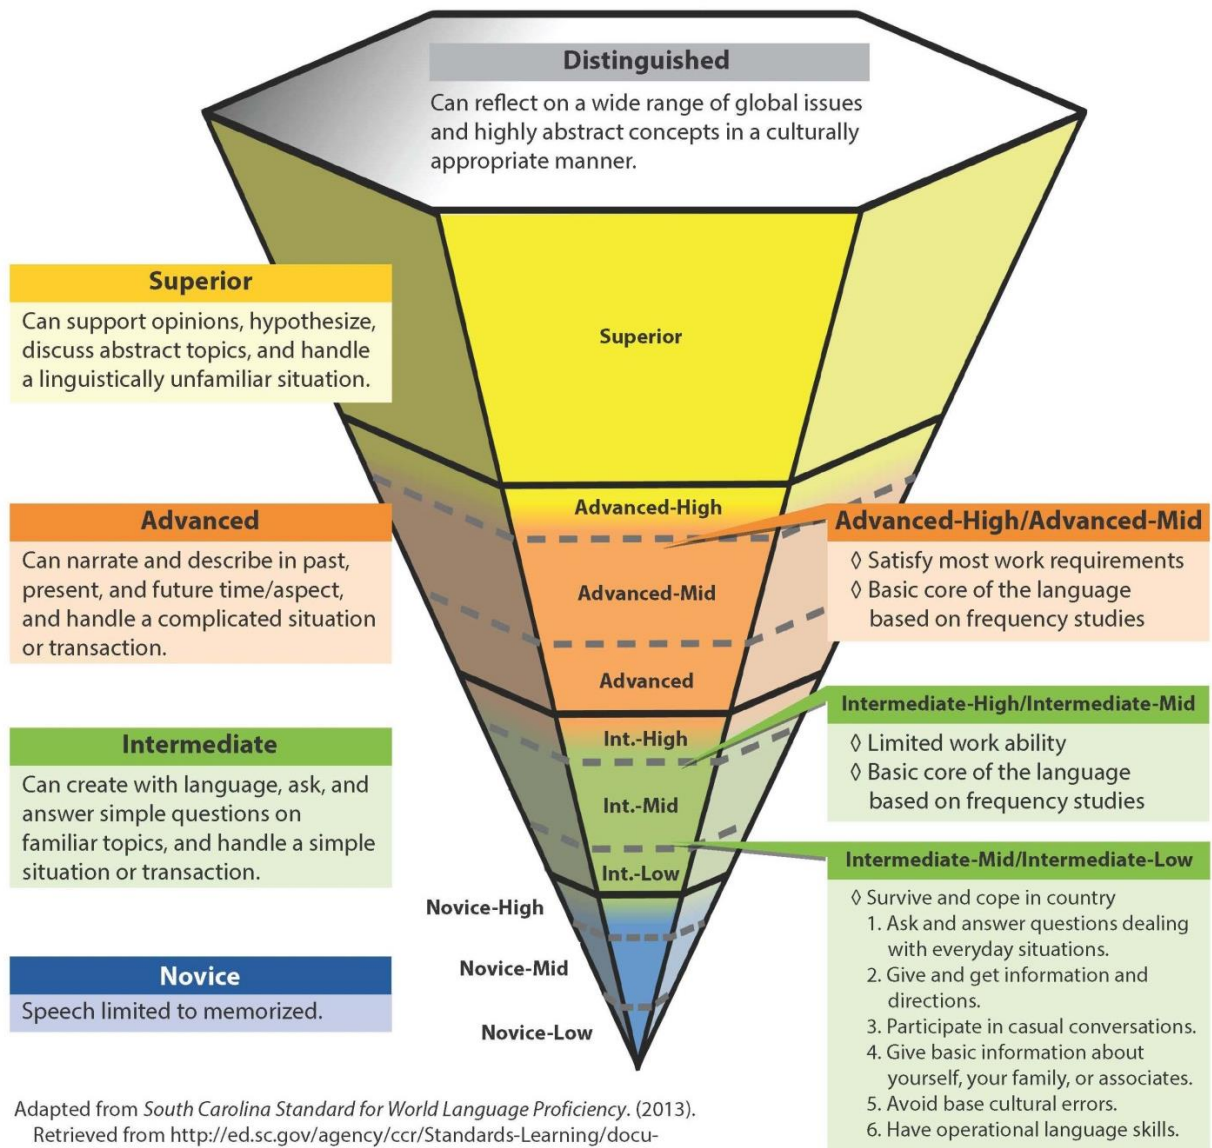 Distinguished
Can reflect on a wide range of global issues
and highly abstract concepts in a culturally
appropriate manner.
Superior
Can support opinions, hypothesize,
discuss abstract topics, and handle
a linguistically unfamiliar situation.
Superior
Advanced
Can narrate and describe in past,
present, and future time/aspect,
and handle a complicated situation
or transaction.
Advanced-High
Advanced-Mid
Advanced
Advanced-High/Advanced-Mid
◊ Satisfy most work requirements
◊ Basic core of the language
based on frequency studies
Intermediate
Can create with language, ask, and
answer simple questions on
familiar topics, and handle a simple
situation or transaction.
Int.-High
Int.-Mid
Int.-Low
Intermediate-High/Intermediate-Mid
◊ Limited work ability
◊ Basic core of the language
based on frequency studies
Intermediate-Mid/Intermediate-Low
◊ Survive and cope in country
1. Ask and answer questions dealing
with everyday situations.
2. Give and get information and
directions.
3. Participate in casual conversations.
4. Give basic information about
yourself, your family, or associates.
5. Avoid base cultural errors.
6. Have operational language skills.
Novice
Speech limited to memorized.
Novice-High
Novice-Mid
Novice-Low
Adapted from South Carolina Standard for World Language Proficiency. (2013).
Retrieved from http://ed.sc.gov/agency/ccr/Standards-Learning/docu-